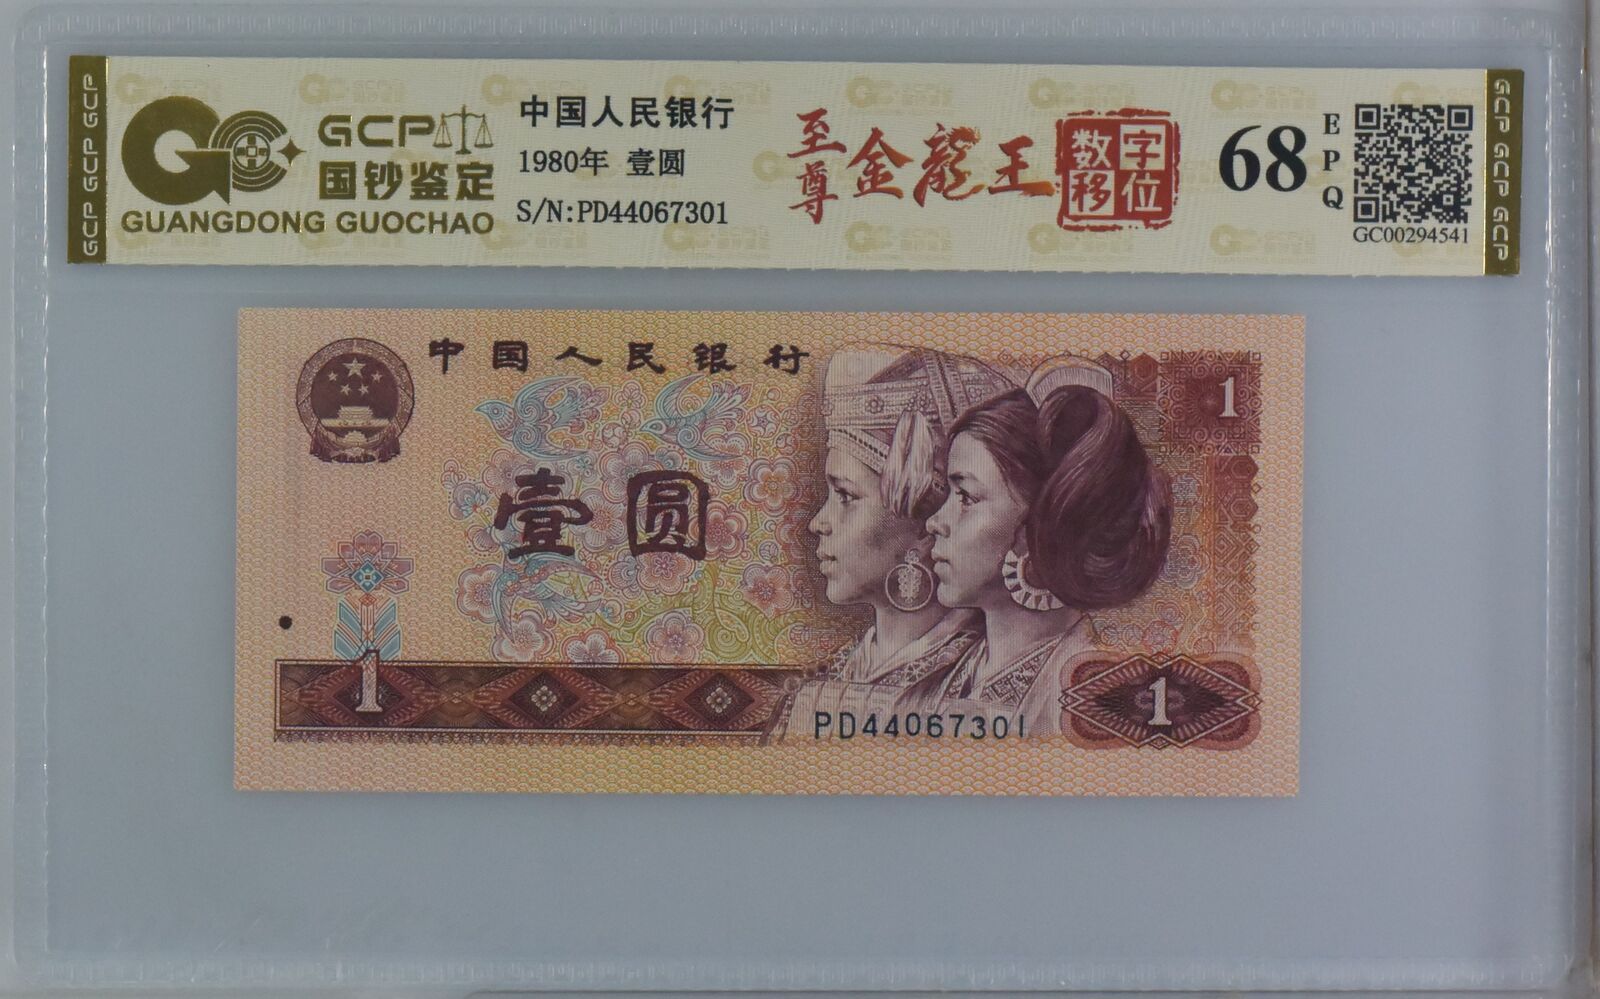 GCP GCP GCP
GCP
国钞鉴定
GUANGDONG GUOCHAO
中国人民银行
1980年 壹圆
S/N:PD44067301
至尊 金龍王
数字
移位
68
EPQ
GC00294541
GCP GCP GCP
中国人民银行
1
壹圆
1
PD44067301
1